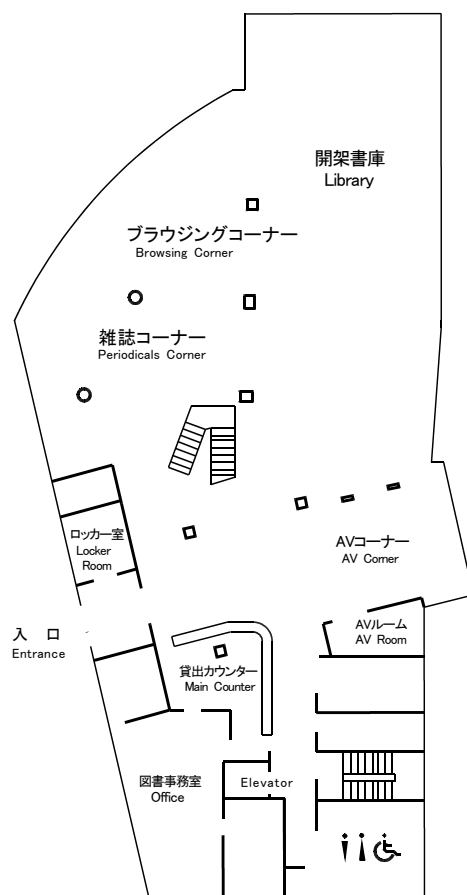 開架書庫
Library
ブラウジングコーナー
Browsing Corner
雑誌コーナー
Periodicals Corner
ロッカー室
Locker
Room
AVコーナー
AV Corner
入 口
Entrance
AVルーム
AV Room
貸出カウンター
Main Counter
図書事務室
Office
Elevator